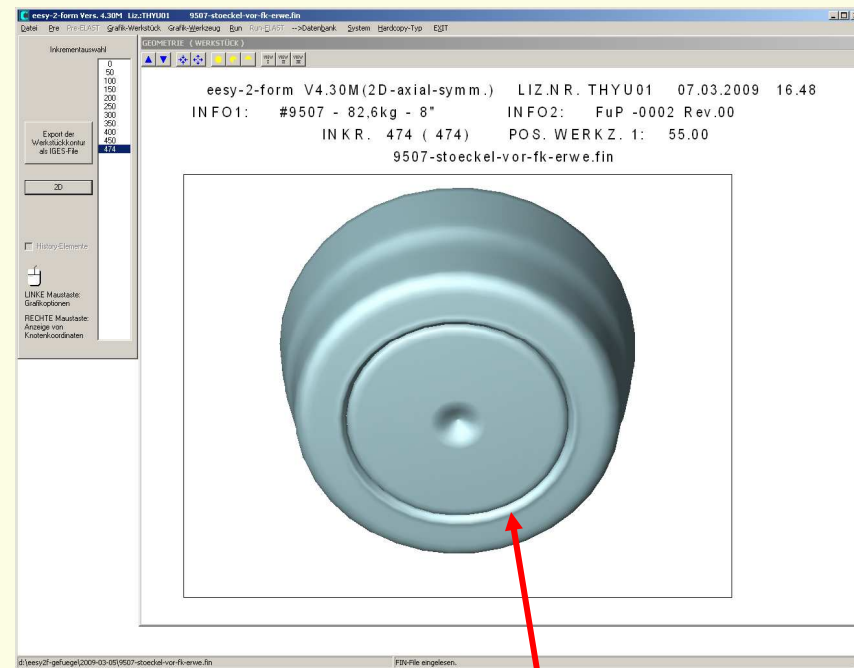 eesy-2-form Vers. 4.30M Liz.:THYU01 9507-stoeckel-vor-fk-erwe.fin
Datei Pre Pre-ELAST Grafik-Werkstück Grafik-Werkzeug Run Run-ELAST -->Datenbank System Hardcopy-Typ EXIT
Inkrementauswahl
0
50
100
150
200
250
300
350
400
450
474
Export der
Werkstückkontur
als IGES-File
2D
History-Elemente
LINKE Maustaste:
Grafikoptionen
RECHTE Maustaste:
Anzeige von
Knotenkoordinaten
GEOMETRIE ( WERKSTÜCK )
VIEW I VIEW II VIEW III
eesy-2-form V4.30M(2D-axial-symm.) LIZ.NR. THYU01 07.03.2009 16.48
INFO1: #9507 - 82,6kg - 8" INFO2: FuP -0002 Rev.00
INKR. 474 ( 474) POS. WERKZ. 1: 55.00
9507-stoeckel-vor-fk-erwe.fin
d:\eesy2f-gefuege\2009-03-05\9507-stoeckel-vor-fk-erwe.fin FIN-File eingelesen.